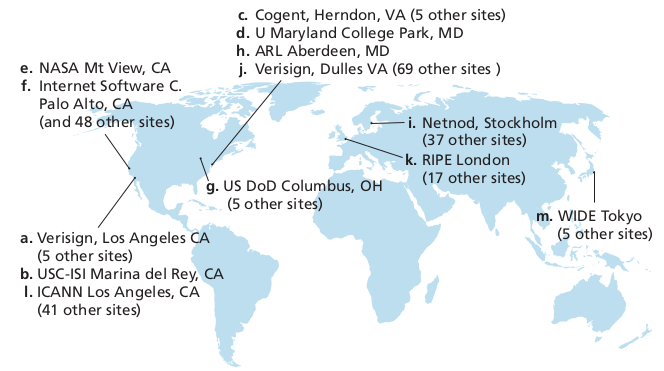 c. Cogent, Herndon, VA (5 other sites)
d. U Maryland College Park, MD
h. ARL Aberdeen, MD
j. Verisign, Dulles VA (69 other sites )
e. NASA Mt View, CA
f. Internet Software C.
Palo Alto, CA
(and 48 other sites)
i. Netnod, Stockholm
(37 other sites)
k. RIPE London
(17 other sites)
g. US DoD Columbus, OH
(5 other sites)
m. WIDE Tokyo
(5 other sites)
a. Verisign, Los Angeles CA
(5 other sites)
b. USC-ISI Marina del Rey, CA
l. ICANN Los Angeles, CA
(41 other sites)